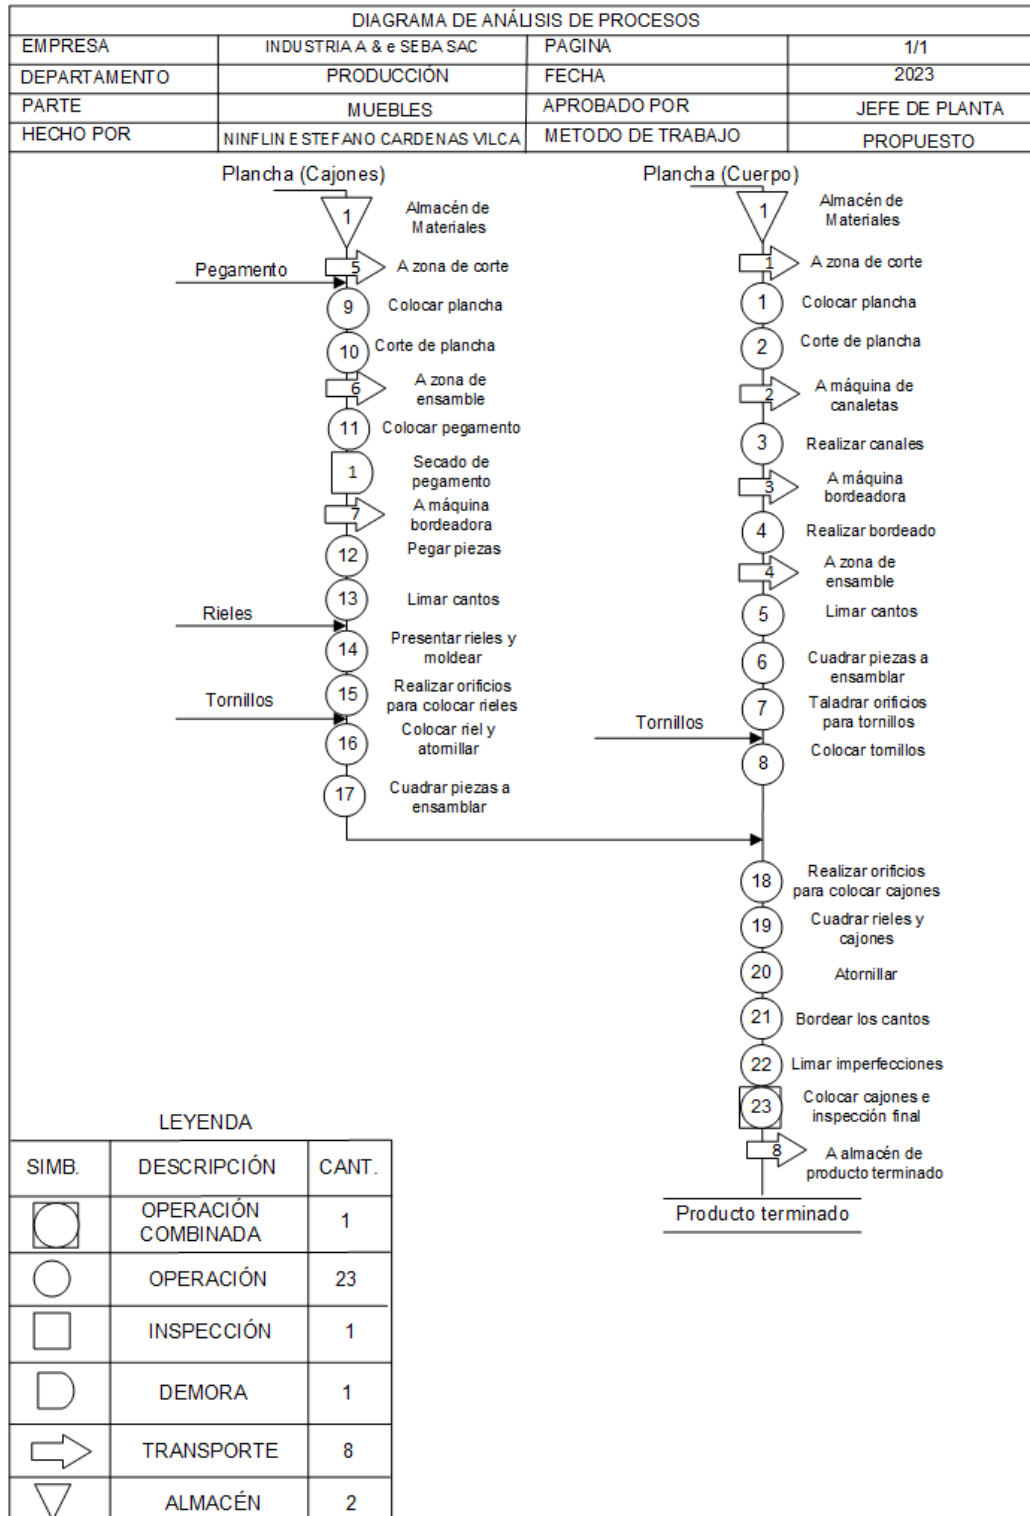 DIAGRAMA DE ANÁLISIS DE PROCESOS
EMPRESA
INDUSTRIA A & e SEBA SAC
PAGINA
1/1
DEPARTAMENTO
PRODUCCIÓN
FECHA
2023
PARTE
MUEBLES
APROBADO POR
JEFE DE PLANTA
HECHO POR
NINFLIN ESTEFANO CARDENAS VILCA
METODO DE TRABAJO
PROPUESTO
Plancha (Cajones)
1
Almacén de
Materiales
5
A zona de corte
Pegamento
9
Colocar plancha
10
Corte de plancha
6
A zona de
ensamble
11
Colocar pegamento
1
Secado de
pegamento
7
A máquina
bordeadora
12
Pegar piezas
13
Limar cantos
Rieles
14
Presentar rieles y
moldear
15
Realizar orificios
para colocar rieles
Tornillos
16
Colocar riel y
atornillar
17
Cuadrar piezas a
ensamblar
Plancha (Cuerpo)
1
Almacén de
Materiales
1
A zona de corte
1
Colocar plancha
2
Corte de plancha
2
A máquina de
canaletas
3
Realizar canales
3
A máquina
bordeadora
4
Realizar bordeado
4
A zona de
ensamble
5
Limar cantos
6
Cuadrar piezas a
ensamblar
7
Taladrar orificios
para tornillos
Tornillos
8
Colocar tornillos
18
Realizar orificios
para colocar cajones
19
Cuadrar rieles y
cajones
20
Atornillar
21
Bordear los cantos
22
Limar imperfecciones
23
Colocar cajones e
inspección final
8
A almacén de
producto terminado
Producto terminado
LEYENDA
SIMB.
DESCRIPCIÓN
CANT.
OPERACIÓN
COMBINADA
1
OPERACIÓN
23
INSPECCIÓN
1
DEMORA
1
TRANSPORTE
8
ALMACÉN
2